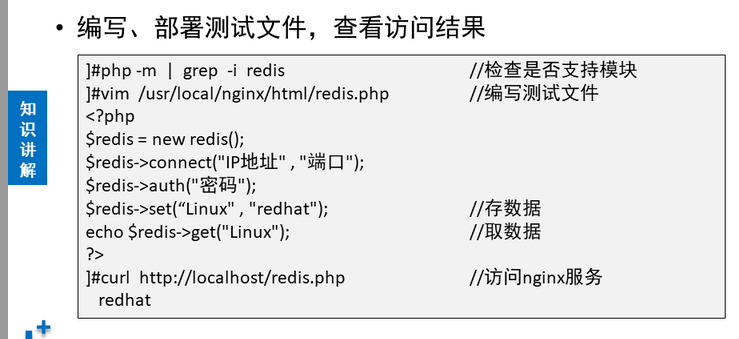 • 编写、部署测试文件，查看访问结果
知识讲解
]#php -m | grep -i redis //检查是否支持模块
]#vim /usr/local/nginx/html/redis.php //编写测试文件
<?php
$redis = new redis();
$redis->connect("IP地址" , "端口");
$redis->auth("密码");
$redis->set(“Linux" , "redhat"); //存数据
echo $redis->get("Linux"); //取数据
?>
]#curl http://localhost/redis.php //访问nginx服务
redhat